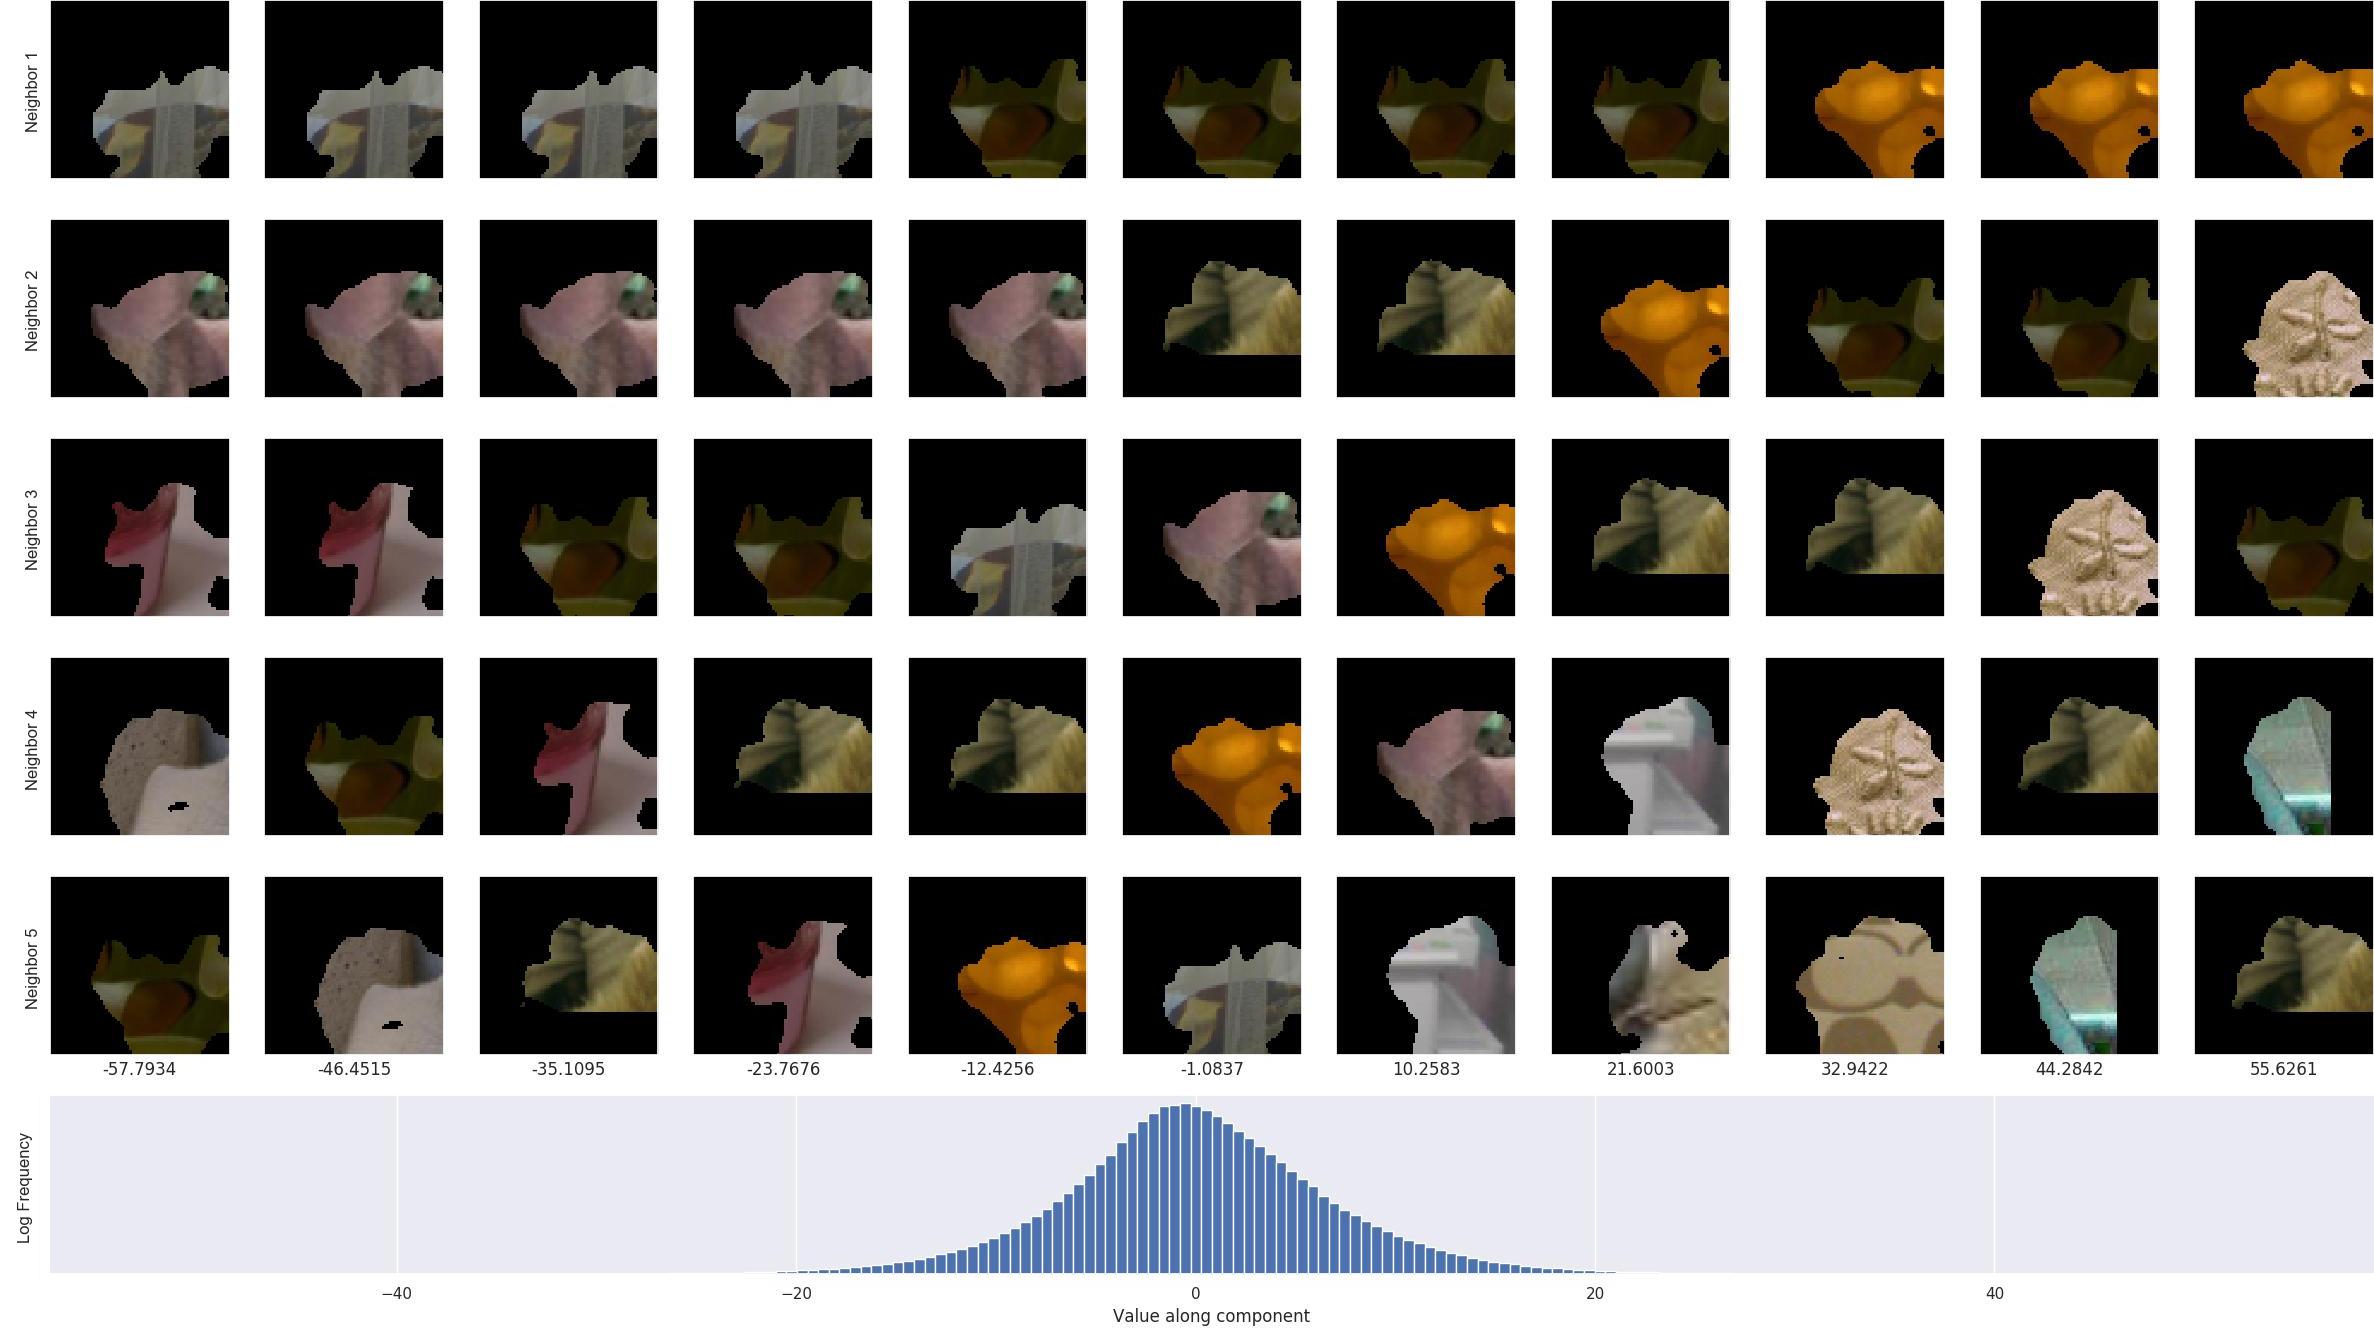 Neighbor 1
Neighbor 2
Neighbor 3
Neighbor 4
Neighbor 5
-57.7934 -46.4515 -35.1095 -23.7676 -12.4256 -1.0837 10.2583 21.6003 32.9422 44.2842 55.6261
Log Frequency
−40 −20 0 20 40
Value along component